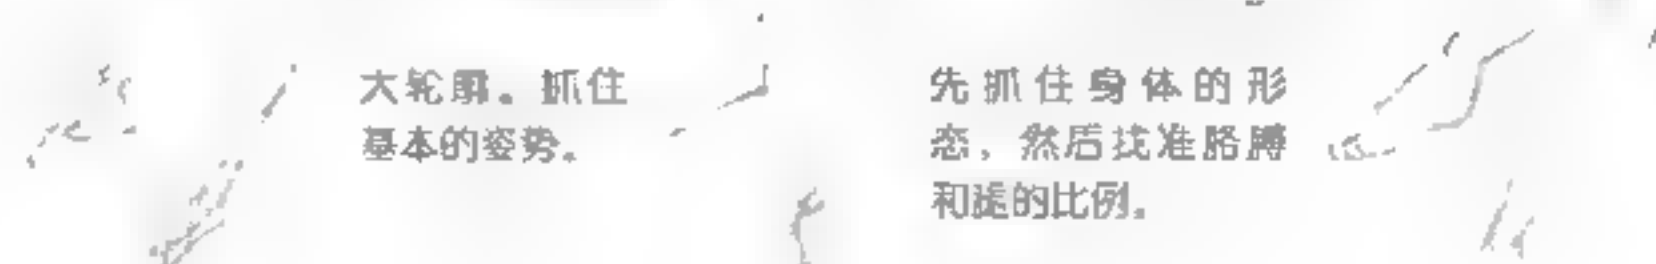 大轮廓。抓住
基本的姿势。
先抓住身体的形
态，然后找准胳膊
和腿的比例。